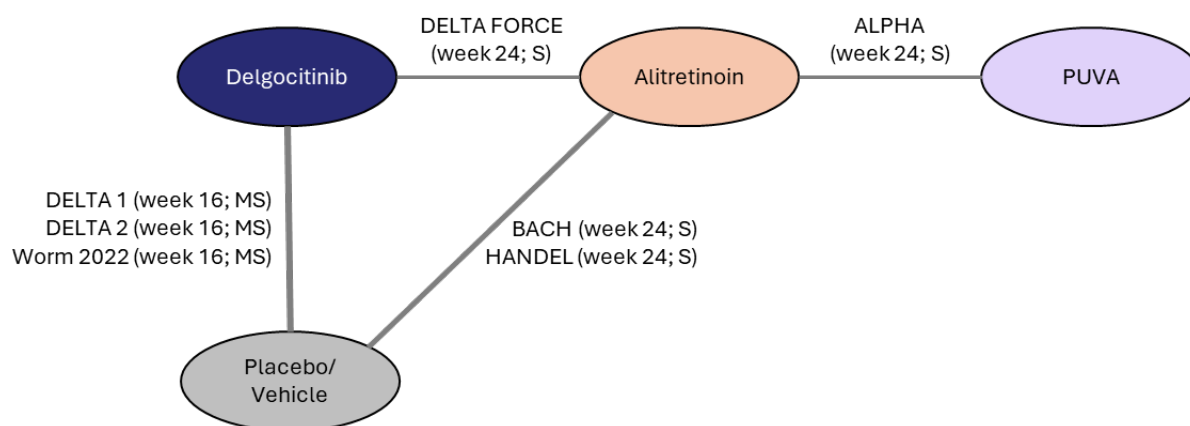 DELTA FORCE
(week 24; S)
ALPHA
(week 24; S)
Delgocitinib
Alitretinoin
PUVA
DELTA 1 (week 16; MS)
DELTA 2 (week 16; MS)
Worm 2022 (week 16; MS)
BACH (week 24; S)
HANDEL (week 24; S)
Placebo/
Vehicle